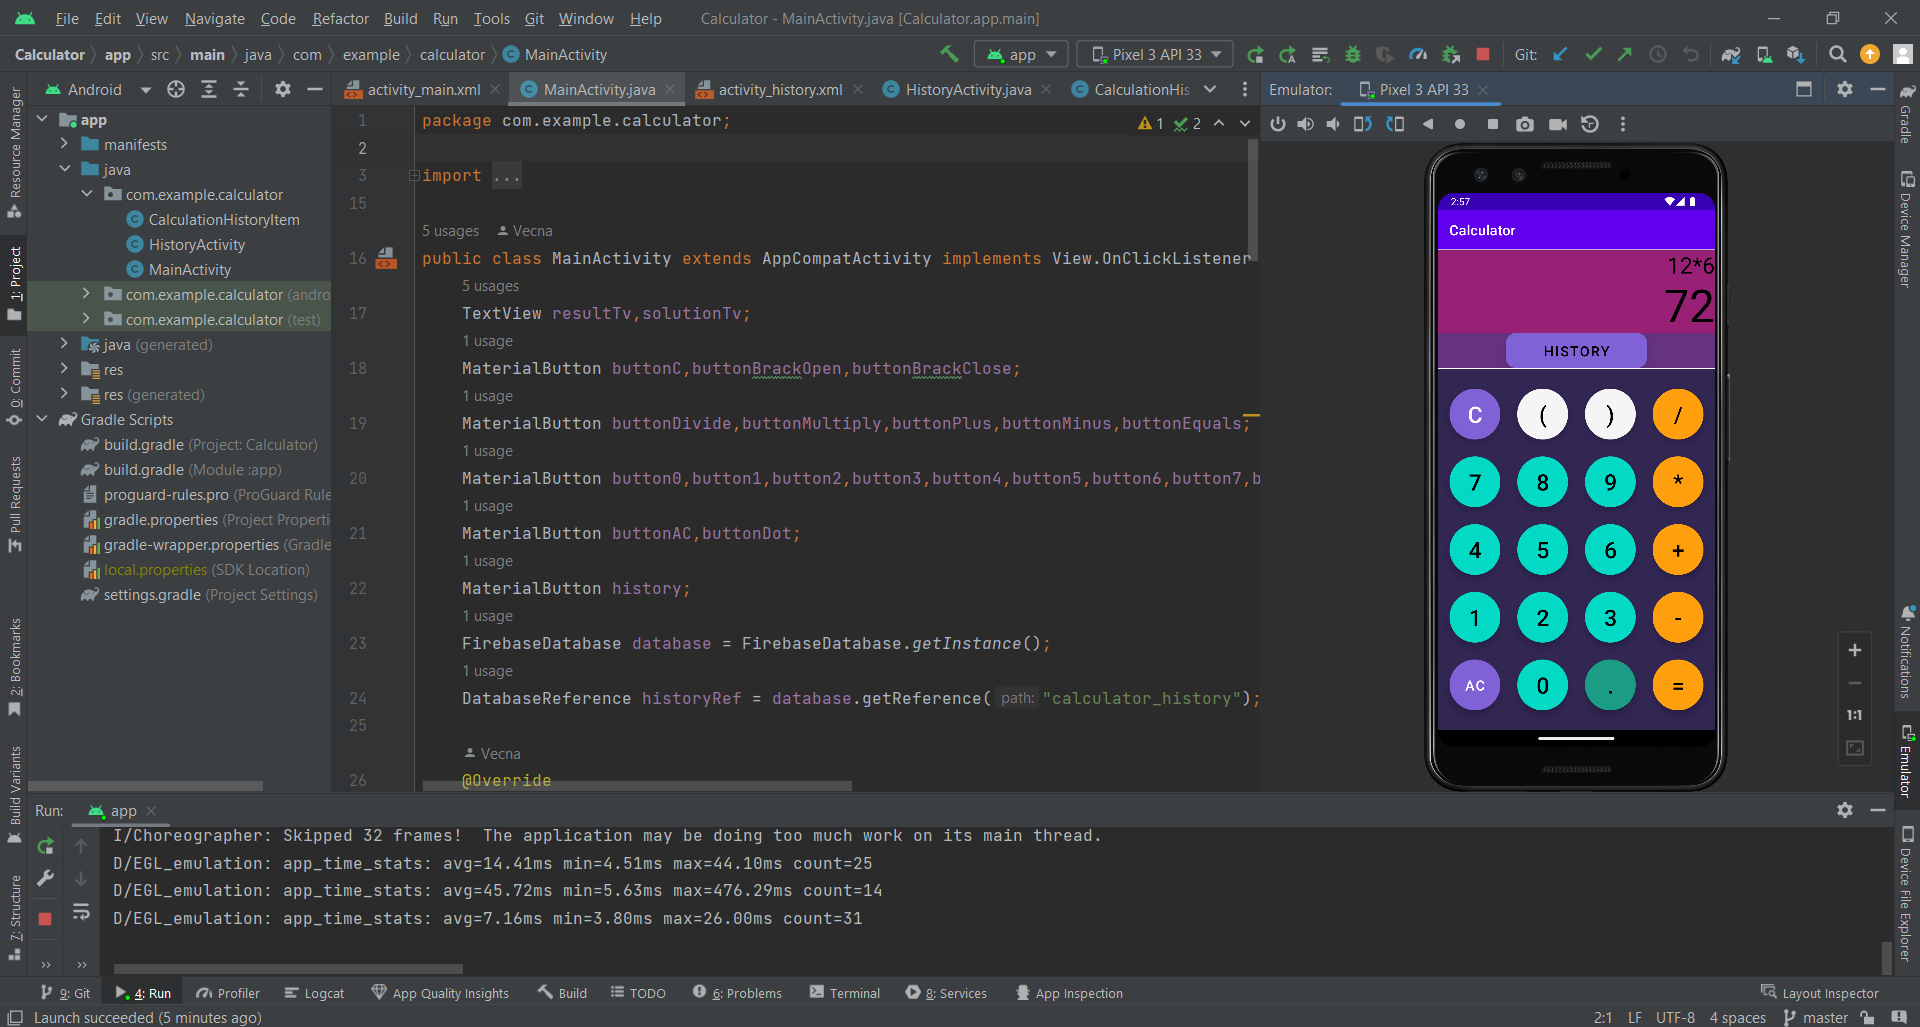 File Edit View Navigate Code Refactor Build Run Tools Git Window Help Calculator - MainActivity.java [Calculator.app.main]
Calculator app src main java com example calculator MainActivity app Pixel 3 API 33 Git:
Android
activity_main.xml MainActivity.java activity_history.xml HistoryActivity.java CalculationHis
Emulator: Pixel 3 API 33
Resource Manager
1: Project
0: Commit
Pull Requests
2: Bookmarks
Build Variants
7: Structure
app
manifests
java
com.example.calculator
CalculationHistoryItem
HistoryActivity
MainActivity
com.example.calculator (andro
com.example.calculator (test)
java (generated)
res
res (generated)
Gradle Scripts
build.gradle (Project: Calculator)
build.gradle (Module :app)
proguard-rules.pro (ProGuard Rule
gradle.properties (Project Properti
gradle-wrapper.properties (Gradle
local.properties (SDK Location)
settings.gradle (Project Settings)
1 package com.example.calculator; 1 2
2
3 import ...
15
5 usages Vecna
16 public class MainActivity extends AppCompatActivity implements View.OnClickListener
5 usages
17 TextView resultTv,solutionTv;
1 usage
18 MaterialButton buttonC,buttonBrackOpen,buttonBrackClose;
1 usage
19 MaterialButton buttonDivide,buttonMultiply,buttonPlus,buttonMinus,buttonEquals;
1 usage
20 MaterialButton button0,button1,button2,button3,button4,button5,button6,button7,b
1 usage
21 MaterialButton buttonAC,buttonDot;
1 usage
22 MaterialButton history;
1 usage
23 FirebaseDatabase database = FirebaseDatabase.getInstance();
1 usage
24 DatabaseReference historyRef = database.getReference( path: "calculator_history");
25
Vecna
26 @Override
2:57
Calculator
12*6
72
HISTORY
C ( ) /
7 8 9 *
4 5 6 +
1 2 3 -
AC 0 . =
+
−
1:1
Gradle
Device Manager
Notifications
Emulator
Device File Explorer
Run: app
I/Choreographer: Skipped 32 frames! The application may be doing too much work on its main thread.
D/EGL_emulation: app_time_stats: avg=14.41ms min=4.51ms max=44.10ms count=25
D/EGL_emulation: app_time_stats: avg=45.72ms min=5.63ms max=476.29ms count=14
D/EGL_emulation: app_time_stats: avg=7.16ms min=3.80ms max=26.00ms count=31
9: Git 4: Run Profiler Logcat App Quality Insights Build TODO 6: Problems Terminal 8: Services App Inspection Layout Inspector
Launch succeeded (5 minutes ago) 2:1 LF UTF-8 4 spaces master